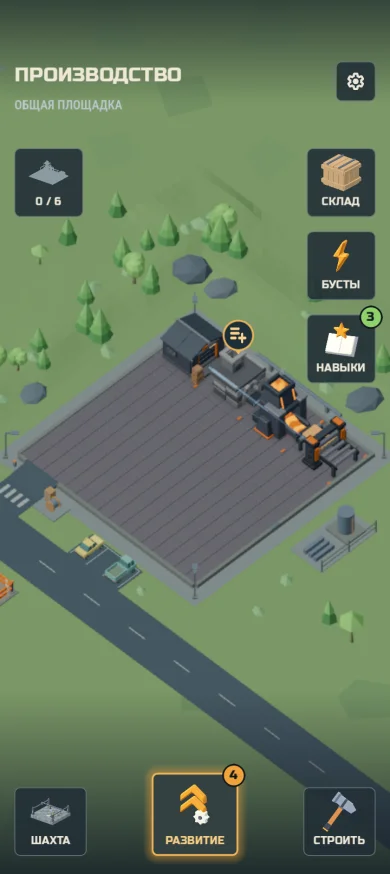 ПРОИЗВОДСТВО
ОБЩАЯ ПЛОЩАДКА
0 / 6
СКЛАД
БУСТЫ
3
НАВЫКИ
4
ШАХТА
РАЗВИТИЕ
СТРОИТЬ